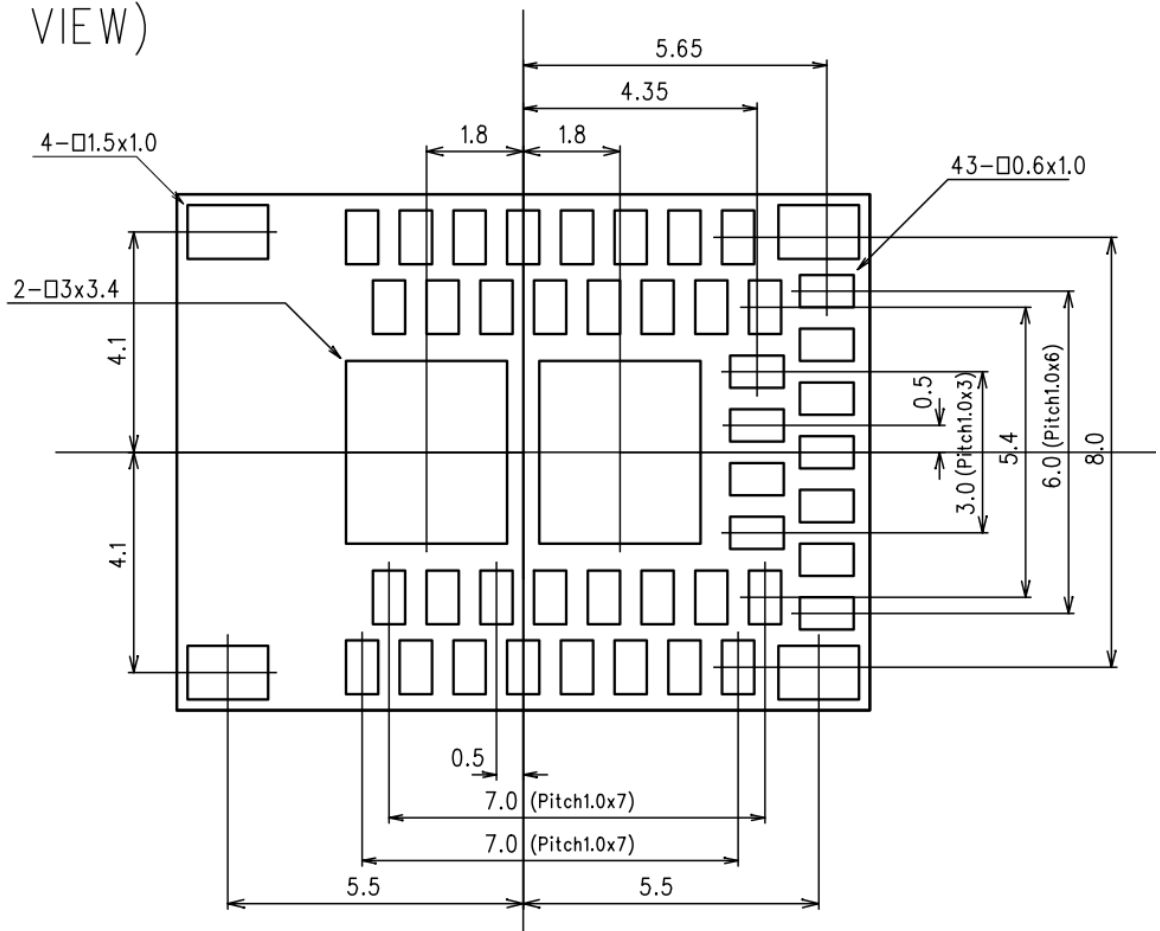 VIEW)
5.65
4.35
1.8
1.8
4-□1.5x1.0
43-□0.6x1.0
2-□3x3.4
4.1
4.1
0.5
3.0 (Pitch1.0x3)
5.4
6.0 (Pitch1.0x6)
8.0
0.5
7.0 (Pitch1.0x7)
7.0 (Pitch1.0x7)
5.5
5.5